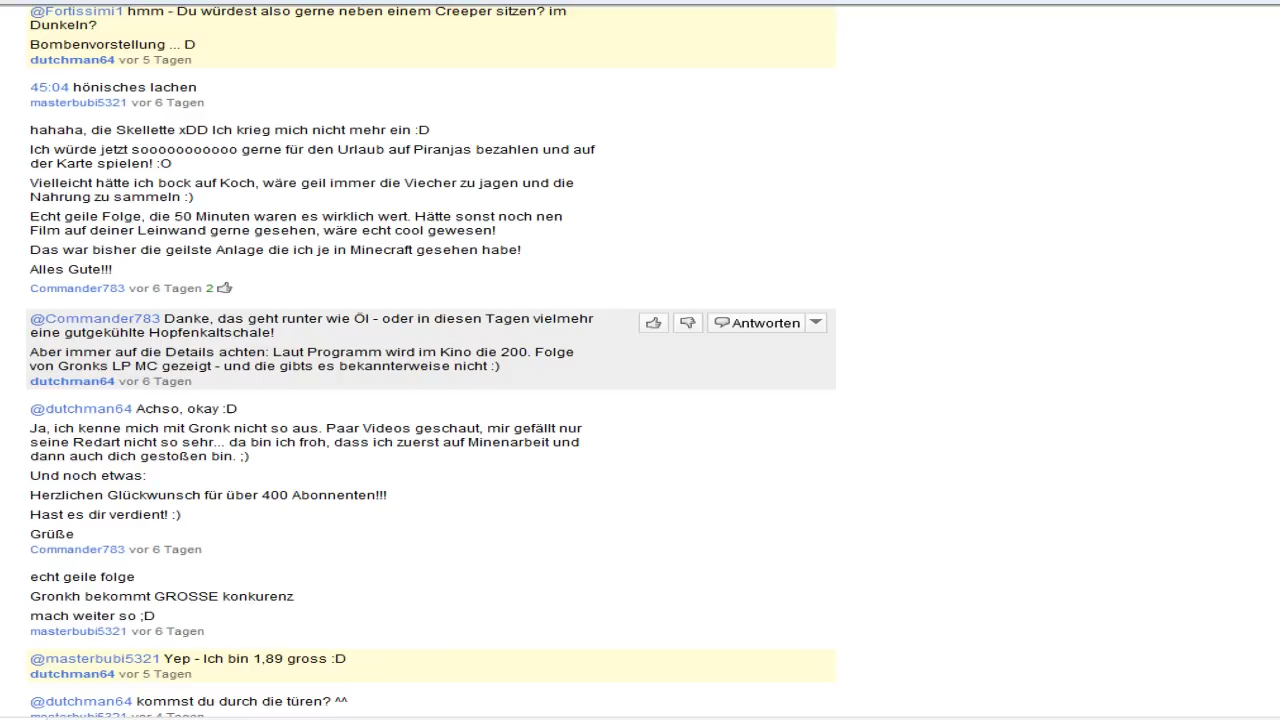 @Fortissimi1 hmm - Du würdest also gerne neben einem Creeper sitzen? im
Dunkeln?
Bombenvorstellung ... D
dutchman64 vor 5 Tagen
45:04 hönisches lachen
masterbubi5321 vor 6 Tagen
hahaha, die Skellette xDD Ich krieg mich nicht mehr ein :D
Ich würde jetzt sooooooooooo gerne für den Urlaub auf Piranjas bezahlen und auf
der Karte spielen! :O
Vielleicht hätte ich bock auf Koch, wäre geil immer die Viecher zu jagen und die
Nahrung zu sammeln :)
Echt geile Folge, die 50 Minuten waren es wirklich wert. Hätte sonst noch nen
Film auf deiner Leinwand gerne gesehen, wäre echt cool gewesen!
Das war bisher die geilste Anlage die ich je in Minecraft gesehen habe!
Alles Gute!!!
Commander783 vor 6 Tagen 2
@Commander783 Danke, das geht runter wie Öl - oder in diesen Tagen vielmehr
eine gutgekühlte Hopfenkaltschale!
Antworten
Aber immer auf die Details achten: Laut Programm wird im Kino die 200. Folge
von Gronks LP MC gezeigt - und die gibts es bekannterweise nicht :)
dutchman64 vor 6 Tagen
@dutchman64 Achso, okay :D
Ja, ich kenne mich mit Gronk nicht so aus. Paar Videos geschaut, mir gefällt nur
seine Redart nicht so sehr... da bin ich froh, dass ich zuerst auf Minenarbeit und
dann auch dich gestoßen bin. ;)
Und noch etwas:
Herzlichen Glückwunsch für über 400 Abonnenten!!!
Hast es dir verdient! :)
Grüße
Commander783 vor 6 Tagen
echt geile folge
Gronkh bekommt GROSSE konkurenz
mach weiter so ;D
masterbubi5321 vor 6 Tagen
@masterbubi5321 Yep - Ich bin 1,89 gross :D
dutchman64 vor 5 Tagen
@dutchman64 kommst du durch die türen? ^^
masterbubi5321 vor 4 Tagen